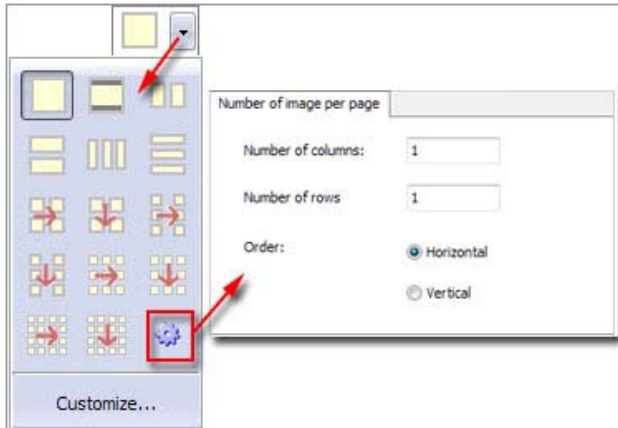 Number of image per page
Number of columns: 1
Number of rows 1
Order: Horizontal
Vertical
Customize...